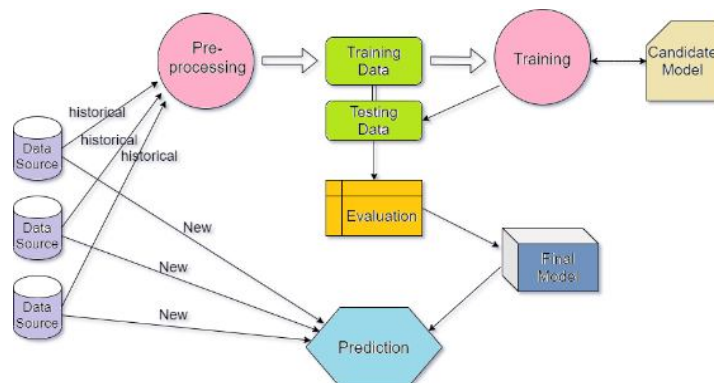 Pre-
processing
Training
Data
Training
Candidate
Model
historical
historical
historical
Testing
Data
Data
Source
Evaluation
New
Data
Source
New
Final
Model
Data
Source
New
Prediction